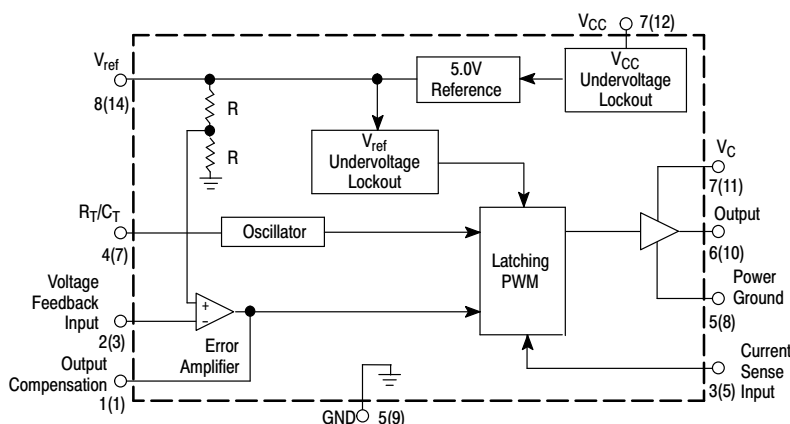 VCC 7(12)
Vref
8(14)
R
R
5.0V
Reference
VCC
Undervoltage
Lockout
Vref
Undervoltage
Lockout
VC
7(11)
RT/CT
4(7)
Oscillator
Latching
PWM
Output
6(10)
Voltage
Feedback
Input
2(3)
+
−
Error
Amplifier
Power
Ground
5(8)
Output
Compensation
1(1)
Current
Sense
Input
3(5)
GND 5(9)